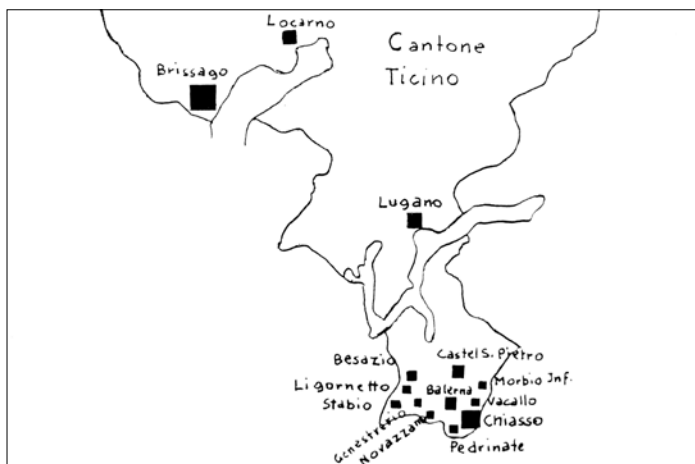 Locarno
Cantone
Ticino
Brissago
Lugano
Besazio
Castel S. Pietro
Ligornetto
Morbio Inf.
Balerna
Stabio
Vacallo
Genestrerio
Novazzano
Chiasso
Pedrinate